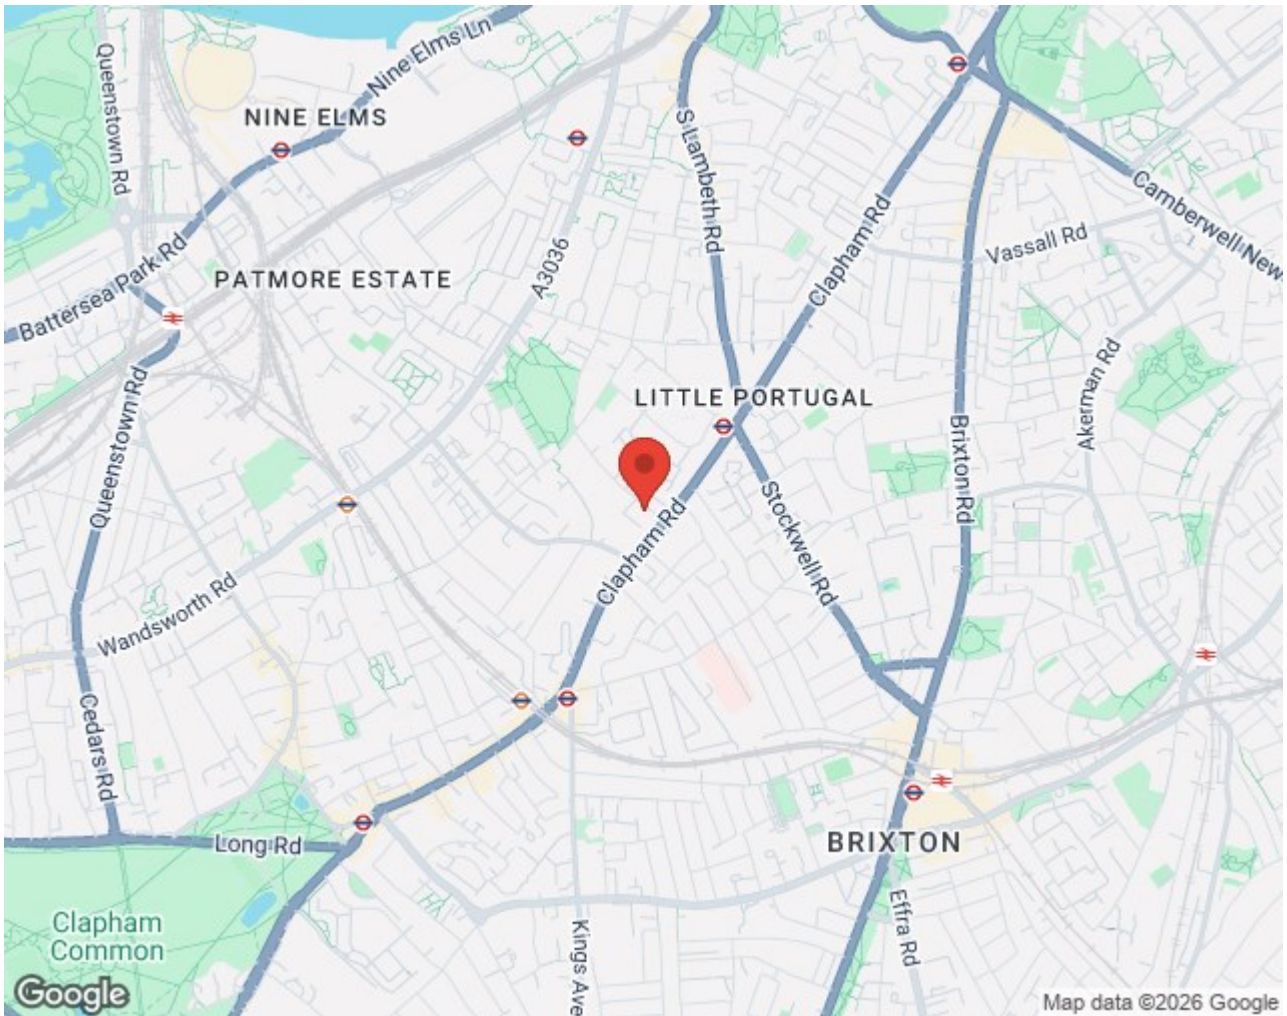 Queenstown Rd
Nine Elms Ln
NINE ELMS
S Lambeth Rd
Clapham Rd
Camberwell New
Vassall Rd
A3036
PATMORE ESTATE
Battersea Park Rd
LITTLE PORTUGAL
Akerman Rd
Queenstown Rd
Brixton Rd
Stockwell Rd
Clapham Rd
Wandsworth Rd
Cedars Rd
Long Rd
BRIXTON
Effra Rd
Kings Ave
Clapham
Common
Google
Map data ©2026 Google